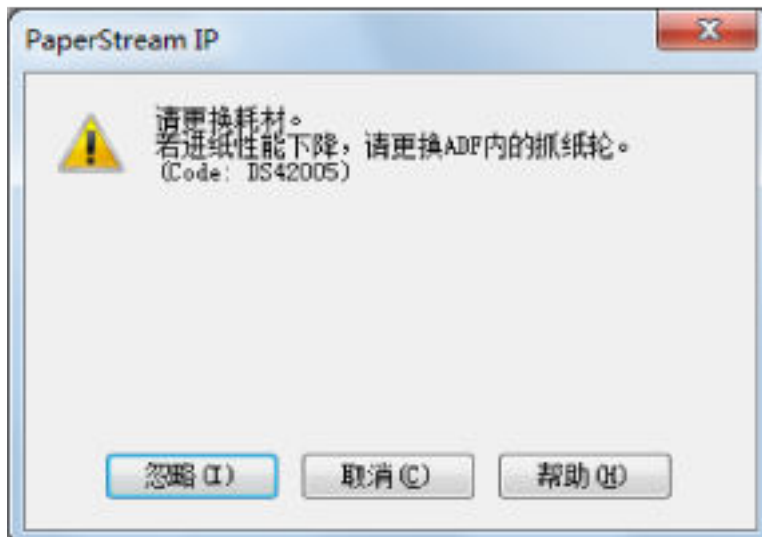 PaperStream IP
请更换耗材。
若进纸性能下降，请更换ADF内的抓纸轮。
(Code: DS42005)
忽略(I) 取消(C) 帮助(H)